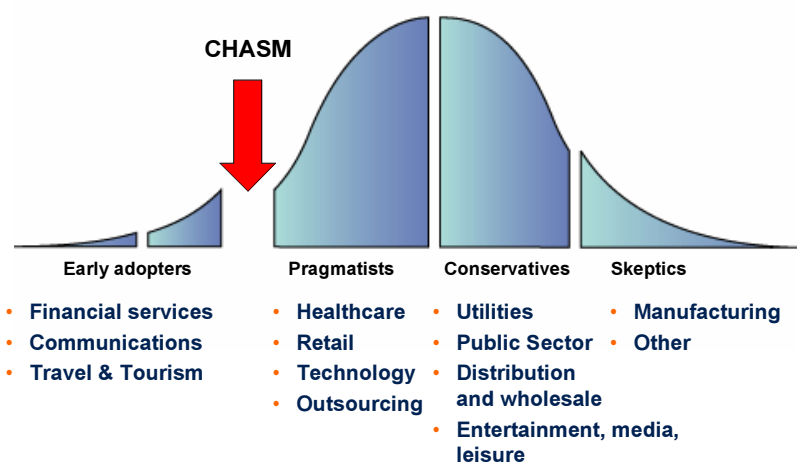 CHASM
Early adopters
Pragmatists
Conservatives
Skeptics
• Financial services
• Communications
• Travel & Tourism
• Healthcare
• Retail
• Technology
• Outsourcing
• Utilities
• Public Sector
• Distribution
and wholesale
• Entertainment, media,
leisure
• Manufacturing
• Other